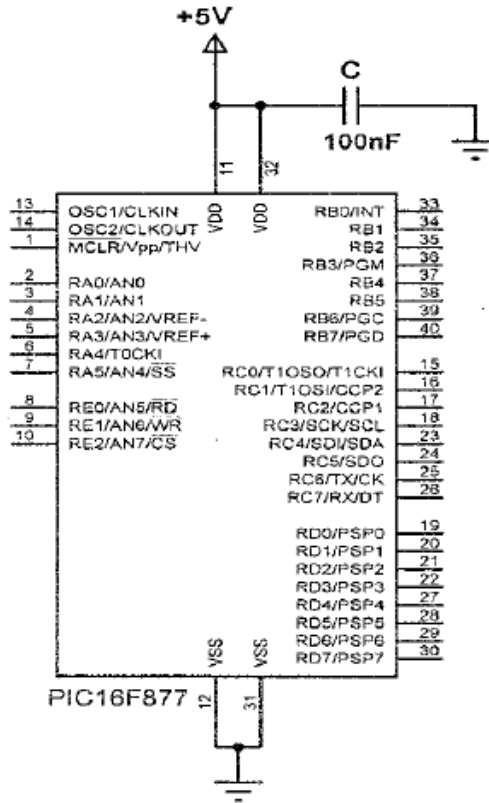 +5V
C
100nF
11
32
VDD
VDD
13 OSC1/CLKIN
14 OSC2/CLKOUT
1 MCLR/Vpp/THV
2 RA0/AN0
3 RA1/AN1
4 RA2/AN2/VREF-
5 RA3/AN3/VREF+
6 RA4/T0CKI
7 RA5/AN4/SS
8 RE0/AN5/RD
9 RE1/AN6/WR
10 RE2/AN7/CS
RB0/INT 33
RB1 34
RB2 35
RB3/PGM 36
RB4 37
RB5 38
RB6/PGC 39
RB7/PGD 40
RC0/T1OSO/T1CKI 15
RC1/T1OSI/CCP2 16
RC2/CCP1 17
RC3/SCK/SCL 18
RC4/SDI/SDA 23
RC5/SDO 24
RC6/TX/CK 25
RC7/RX/DT 26
RD0/PSP0 19
RD1/PSP1 20
RD2/PSP2 21
RD3/PSP3 22
RD4/PSP4 27
RD5/PSP5 28
RD6/PSP6 29
RD7/PSP7 30
VSS
VSS
PIC16F877
12
31